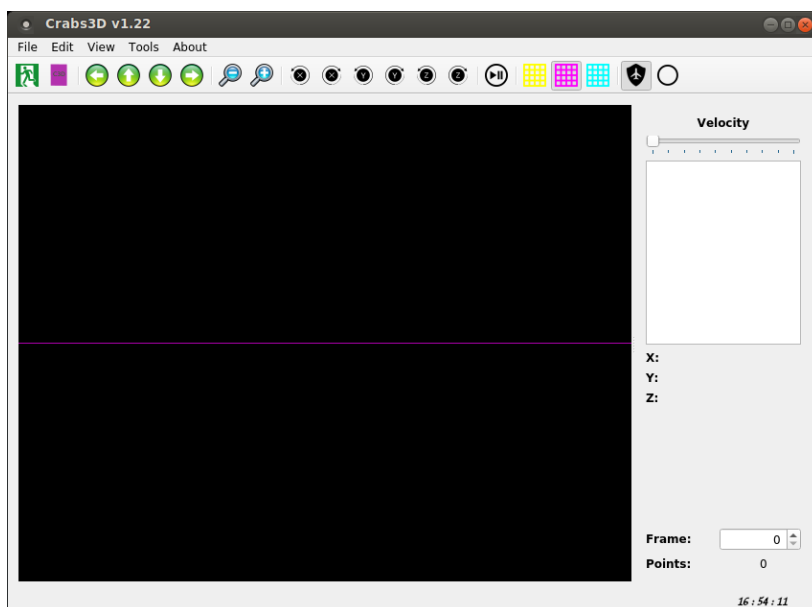 Crabs3D v1.22
File Edit View Tools About
X X Y Y Z Z
Velocity
X:
Y:
Z:
Frame: 0
Points: 0
16 : 54 : 11